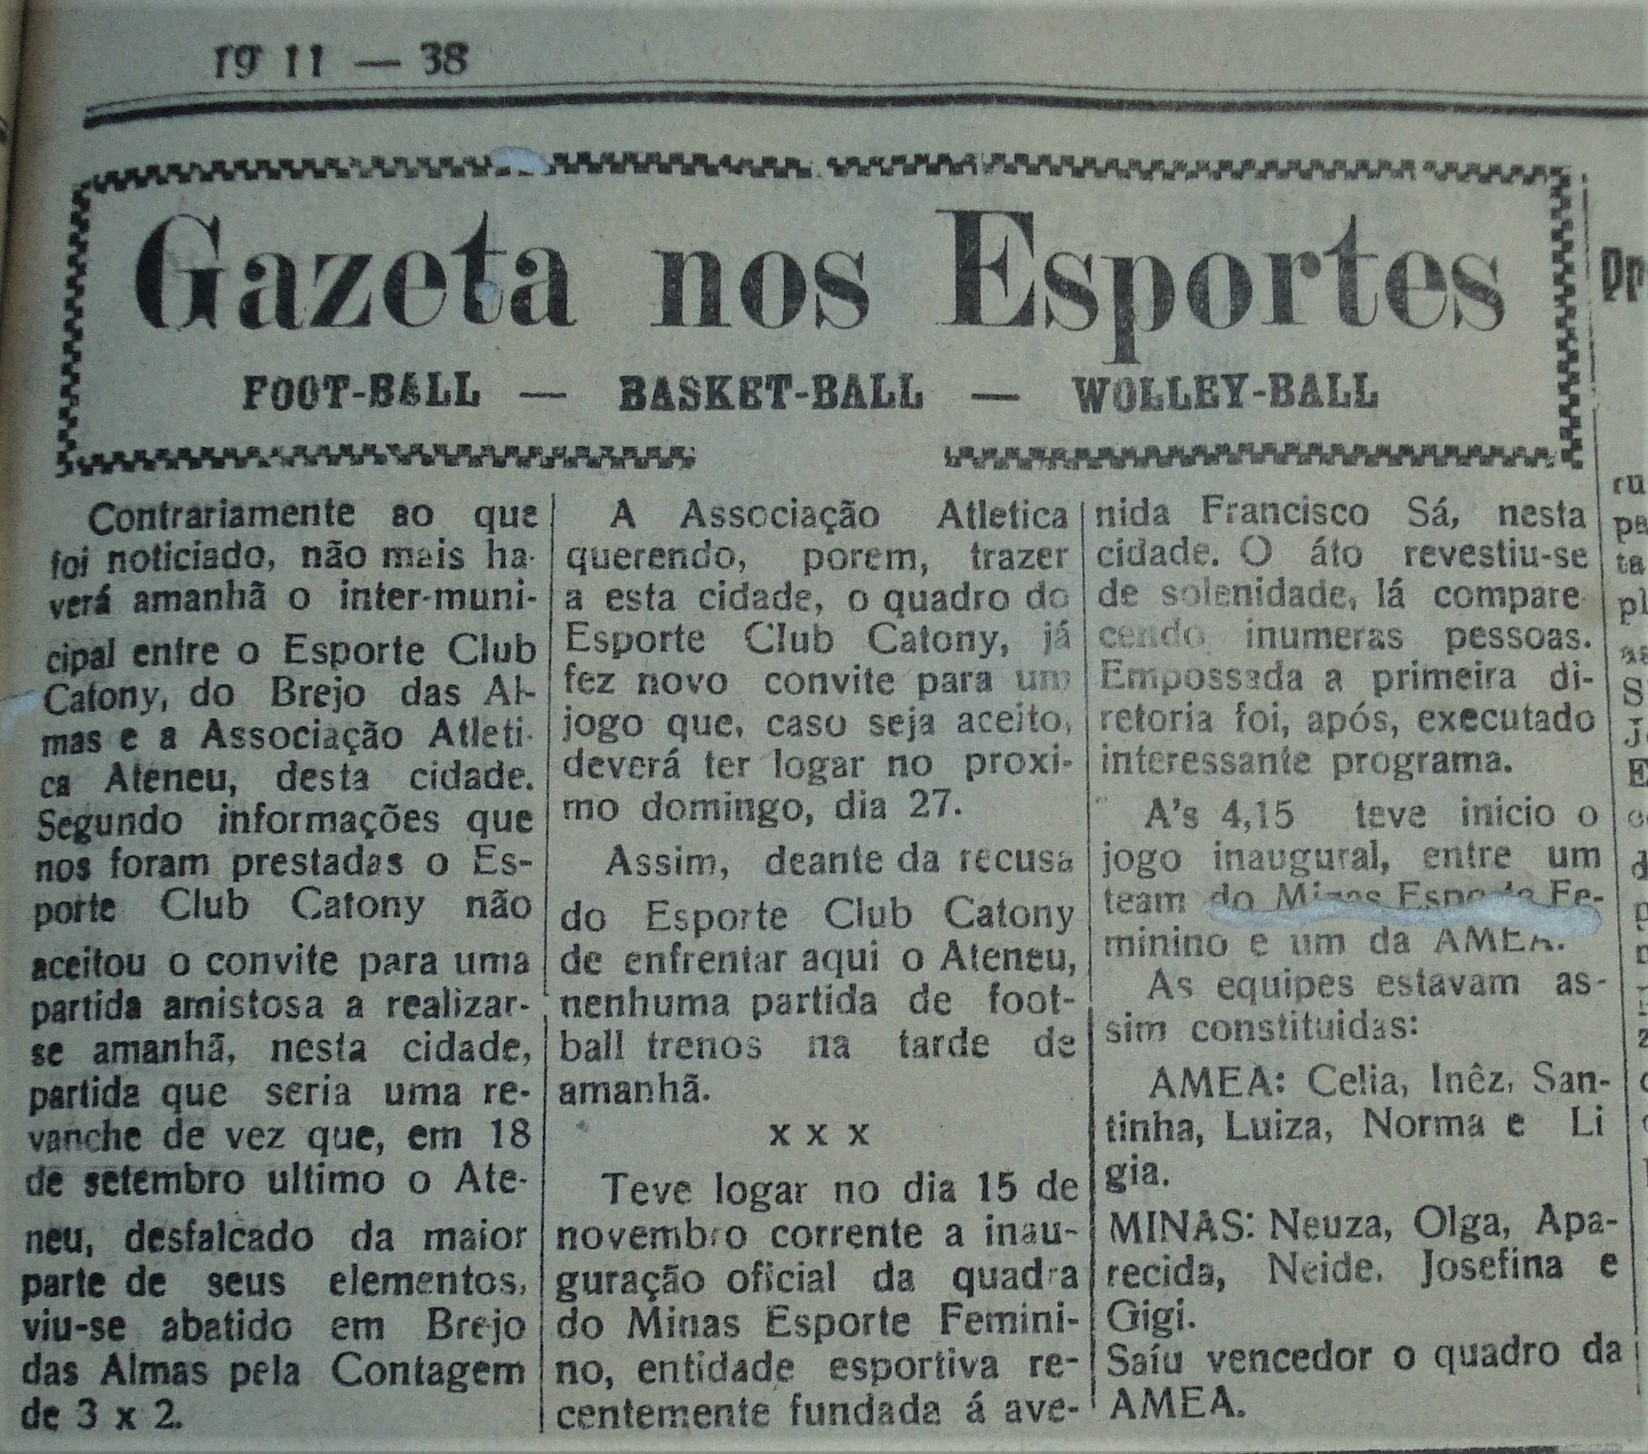 19 11 — 38
Gazeta nos Esportes
FOOT-BALL — BASKET-BALL — WOLLEY-BALL
Contrariamente ao que
foi noticiado, não mais ha-
verá amanhã o inter-muni-
cipal entre o Esporte Club
Catony, do Brejo das Al-
mas e a Associação Atleti-
ca Ateneu, desta cidade.
Segundo informações que
nos foram prestadas o Es-
porte Club Catony não
aceitou o convite para uma
partida amistosa a realizar-
se amanhã, nesta cidade,
partida que seria uma re-
vanche de vez que, em 18
de setembro ultimo o Ate-
neu, desfalcado da maior
parte de seus elementos,
viu-se abatido em Brejo
das Almas pela Contagem
de 3 x 2.
A Associação Atletica
querendo, porem, trazer
a esta cidade, o quadro do
Esporte Club Catony, já
fez novo convite para um
jogo que, caso seja aceito,
deverá ter logar no proxi-
mo domingo, dia 27.
Assim, deante da recusa
do Esporte Club Catony
de enfrentar aqui o Ateneu,
nenhuma partida de foot-
ball trenos na tarde de
amanhã.
x x x
Teve logar no dia 15 de
novembro corrente a inau-
guração oficial da quadra
do Minas Esporte Femini-
no, entidade esportiva re-
centemente fundada á ave-
nida Francisco Sá, nesta
cidade. O áto revestiu-se
de solenidade, lá compare
cendo inumeras pessoas.
Empossada a primeira di-
retoria foi, após, executado
interessante programa.
A's 4,15 teve inicio o
jogo inaugural, entre um
team do Minas Esporte Fe-
minino e um da AMEA.
As equipes estavam as-
sim constituidas:
AMEA: Celia, Inêz, San-
tinha, Luiza, Norma e Li
gia.
MINAS: Neuza, Olga, Apa-
recida, Neide, Josefina e
Gigi.
Saíu vencedor o quadro da
AMEA.